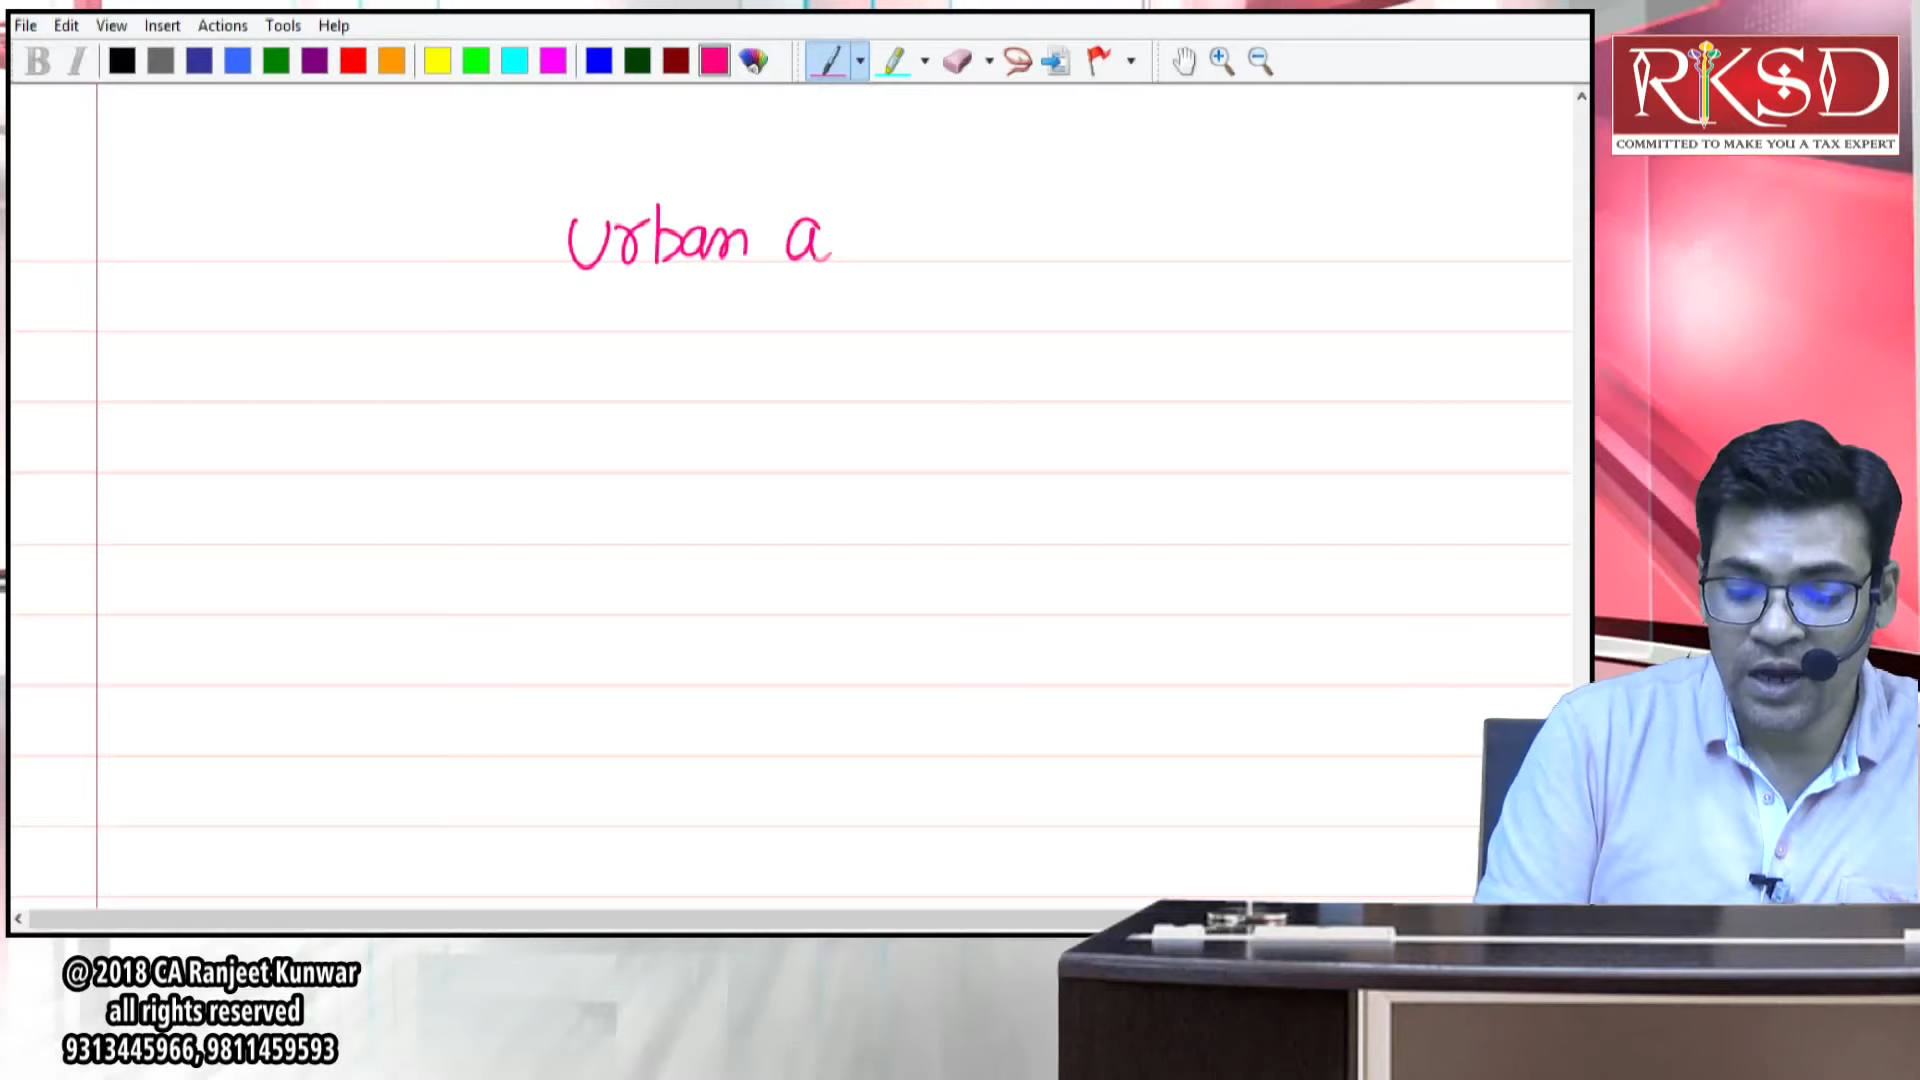 File Edit View Insert Actions Tools Help
B I
RKSD
COMMITTED TO MAKE YOU A TAX EXPERT
Urban a
@ 2018 CA Ranjeet Kunwar
all rights reserved
9313445966, 9811459593